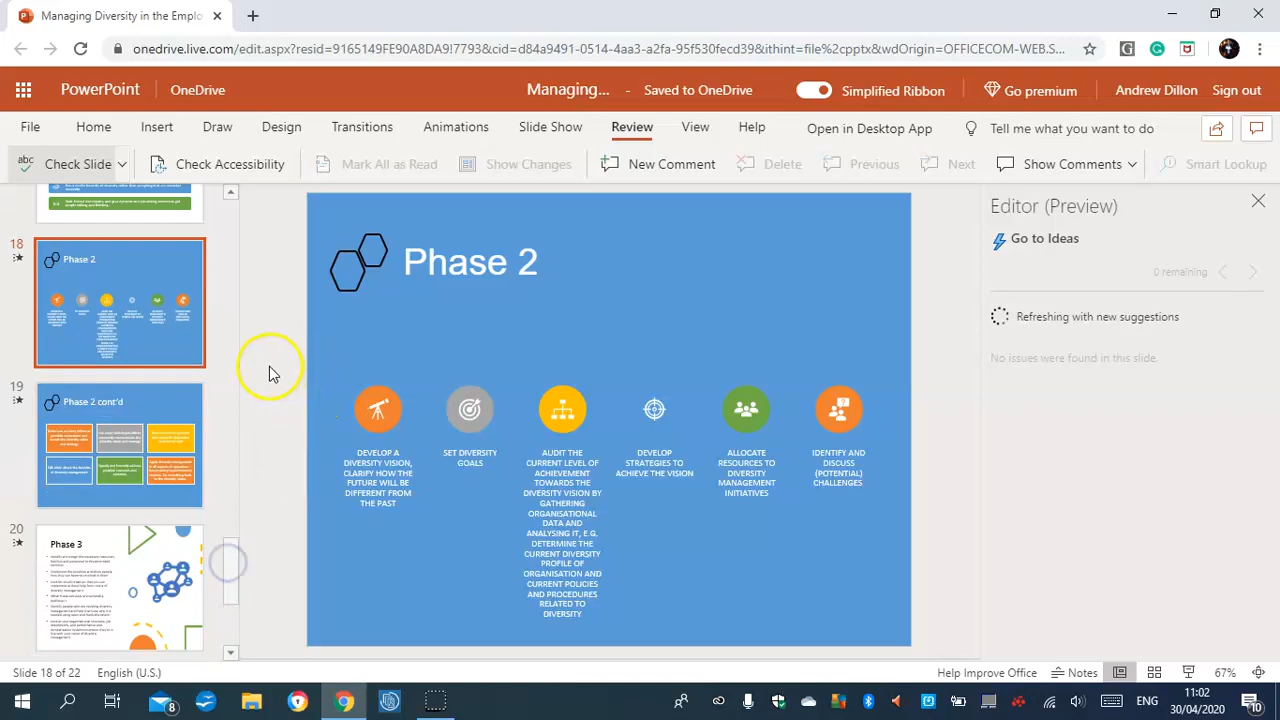 Managing Diversity in the Emplo
onedrive.live.com/edit.aspx?resid=9165149FE90A8DA9!7793&cid=d84a9491-0514-4aa3-a2fa-95f530fecd39&ithint=file%2cpptx&wdOrigin=OFFICECOM-WEB.S...
PowerPoint OneDrive Managing... - Saved to OneDrive Simplified Ribbon Go premium Andrew Dillon Sign out
File Home Insert Draw Design Transitions Animations Slide Show Review View Help Open in Desktop App Tell me what you want to do
abc Check Slide Check Accessibility Mark All as Read Show Changes New Comment Delete Previous Next Show Comments Smart Lookup
18
Phase 2
19
Phase 2 cont'd
20
Phase 3
Phase 2
DEVELOP A
DIVERSITY VISION,
CLARIFY HOW THE
FUTURE WILL BE
DIFFERENT FROM
THE PAST
SET DIVERSITY
GOALS
AUDIT THE
CURRENT LEVEL OF
ACHIEVEMENT
TOWARDS THE
DIVERSITY VISION BY
GATHERING
ORGANISATIONAL
DATA AND
ANALYSING IT, E.G.
DETERMINE THE
CURRENT DIVERSITY
PROFILE OF
ORGANISATION AND
CURRENT POLICIES
AND PROCEDURES
RELATED TO
DIVERSITY
DEVELOP
STRATEGIES TO
ACHIEVE THE VISION
ALLOCATE
RESOURCES TO
DIVERSITY
MANAGEMENT
INITIATIVES
IDENTIFY AND
DISCUSS
(POTENTIAL)
CHALLENGES
Editor (Preview)
Go to Ideas
0 remaining
Refreshing with new suggestions
No issues were found in this slide.
Slide 18 of 22 English (U.S.) Help Improve Office Notes 67%
8 ENG 11:02
30/04/2020 10